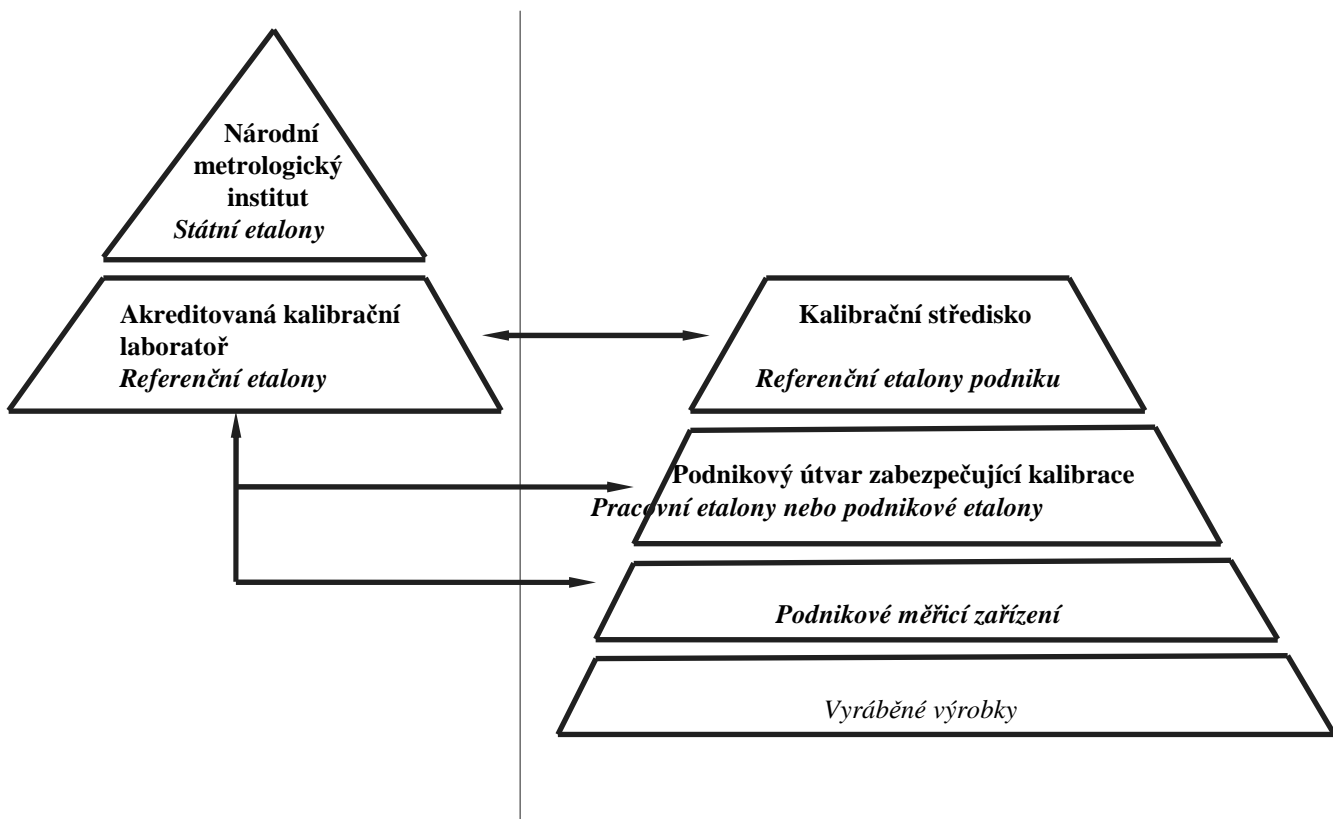 Národní
metrologický
institut
Státní etalony
Akreditovaná kalibrační
laboratoř
Referenční etalony
Kalibrační středisko
Referenční etalony podniku
Podnikový útvar zabezpečující kalibrace
Pracovní etalony nebo podnikové etalony
Podnikové měřicí zařízení
Vyráběné výrobky